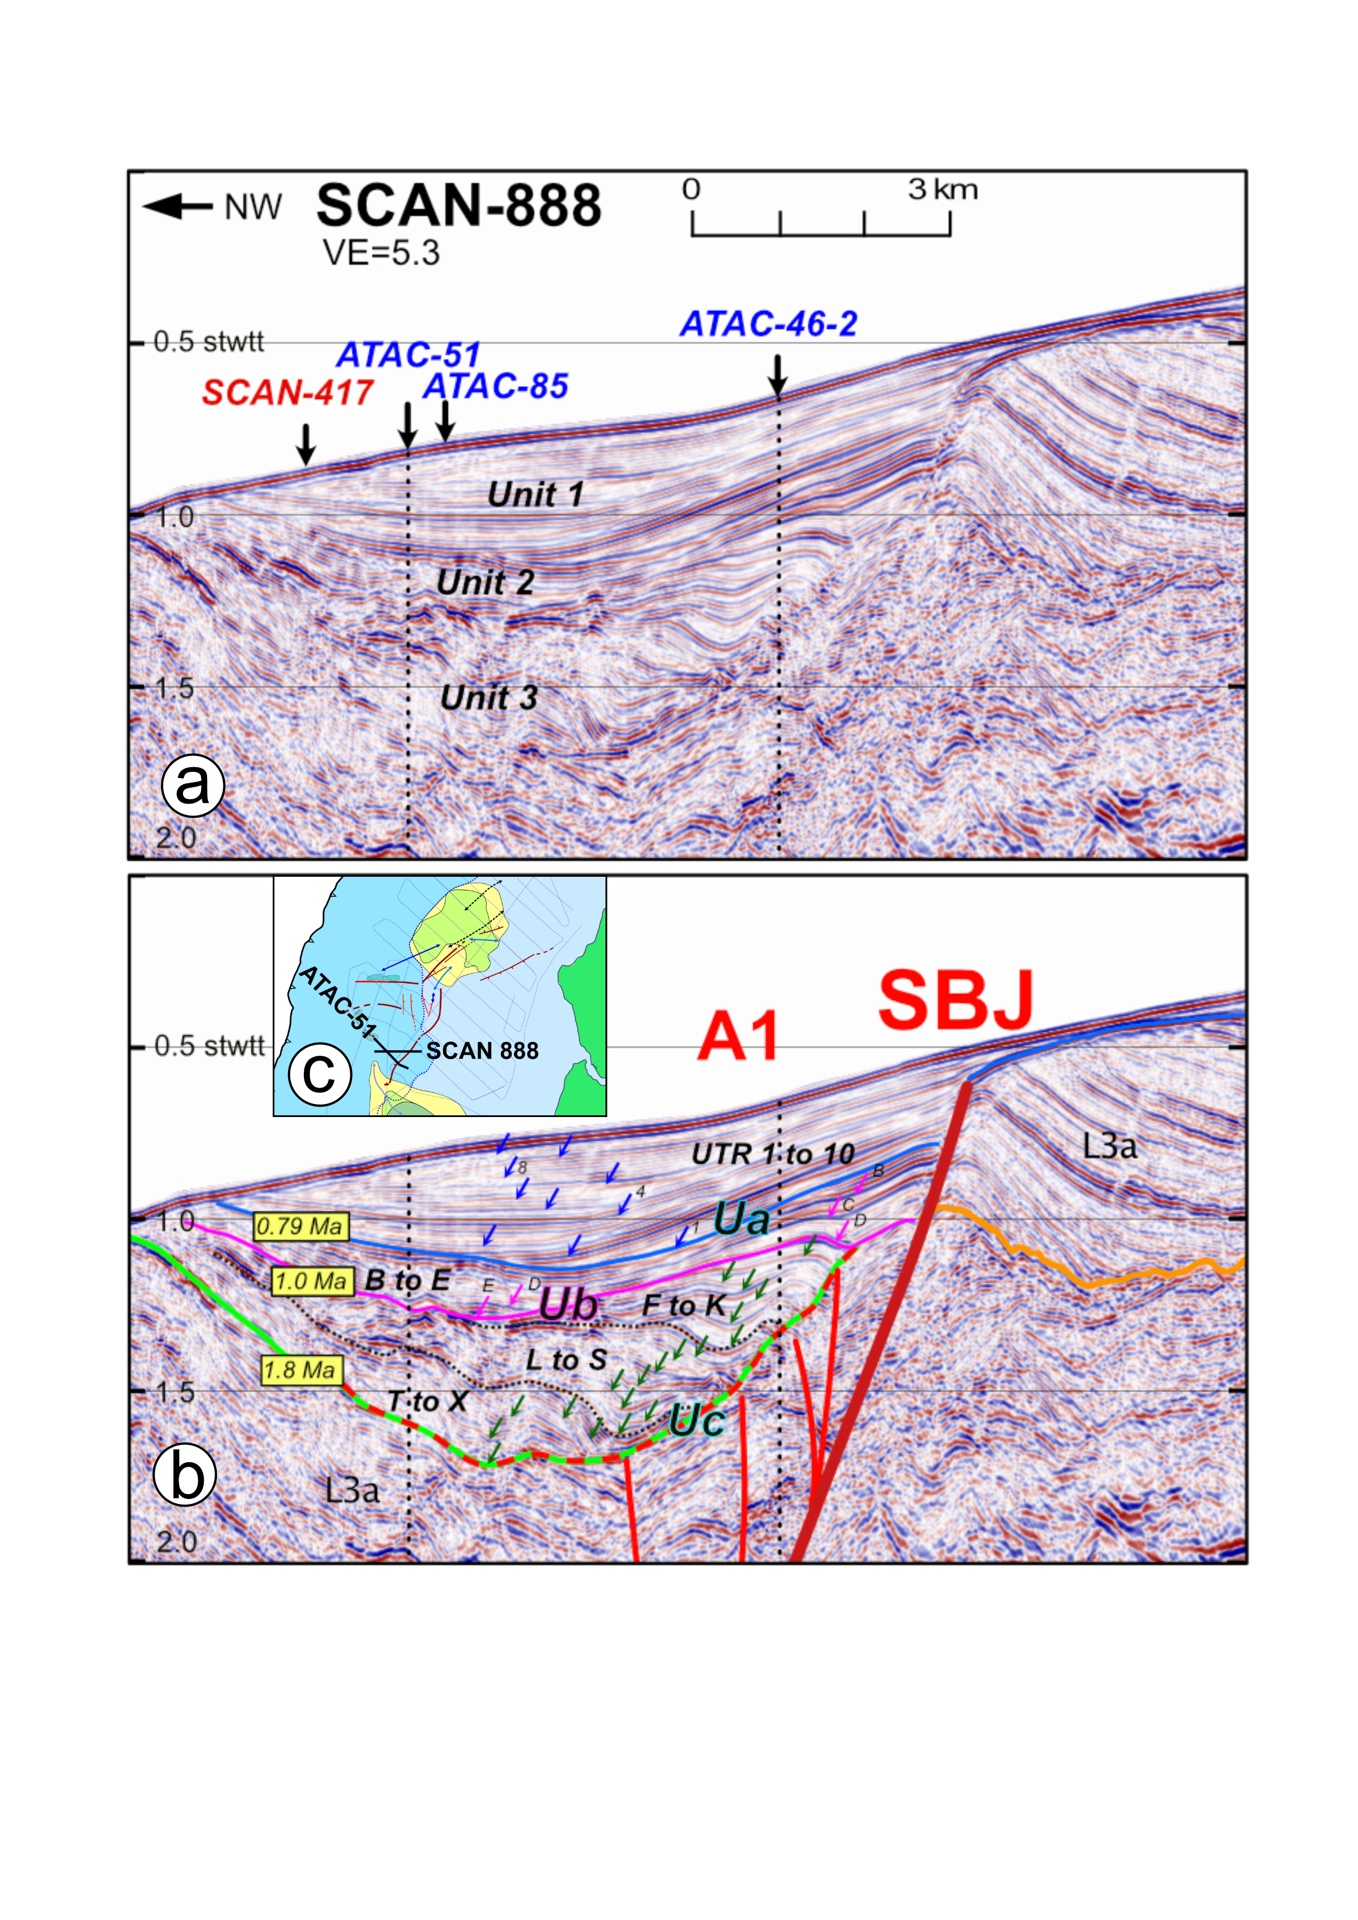 NW SCAN-888 0 3 km
VE=5.3
ATAC-46-2
0.5 stwtt
ATAC-51
SCAN-417 ATAC-85
Unit 1
1.0
Unit 2
Unit 3
1.5
a
2.0
SBJ
A1
ATAC-51
0.5 stwtt
SCAN 888
c
L3a
UTR 1 to 10
8
B
4
C
1.0
0.79 Ma
1
Ua
D
1.0 Ma
B to E
E
D
Ub
F to K
L to S
1.8 Ma
1.5
T to X
Uc
b
L3a
2.0